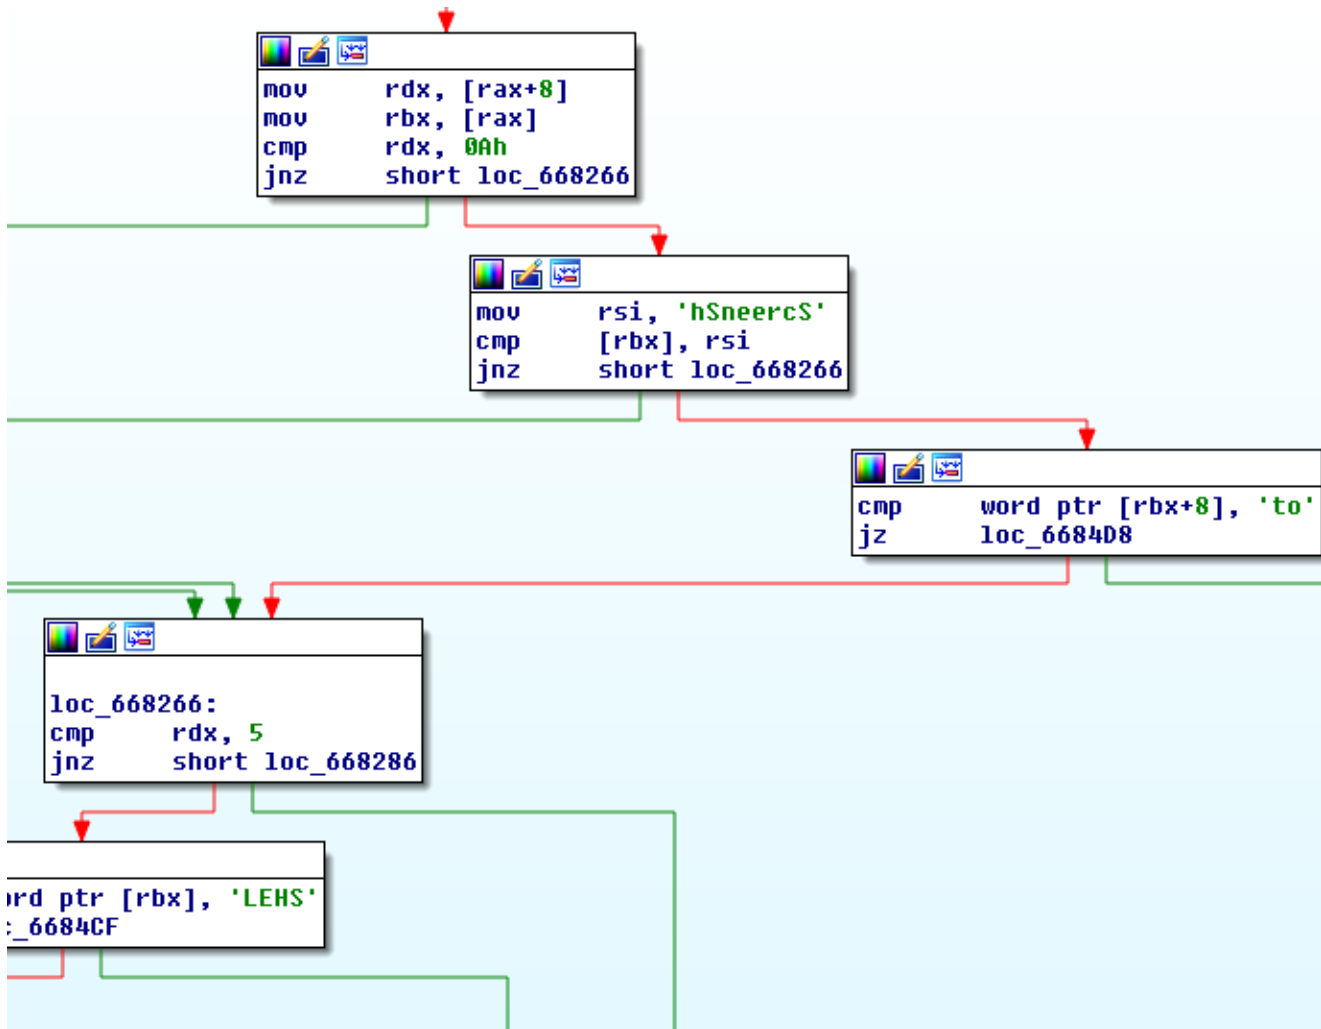 mov rdx, [rax+8]
mov rbx, [rax]
cmp rdx, 0Ah
jnz short loc_668266
mov rsi, 'hSneercS'
cmp [rbx], rsi
jnz short loc_668266
cmp word ptr [rbx+8], 'to'
jz loc_6684D8
loc_668266:
cmp rdx, 5
jnz short loc_668286
ptr [rbx], 'LEHS'
_6684CF